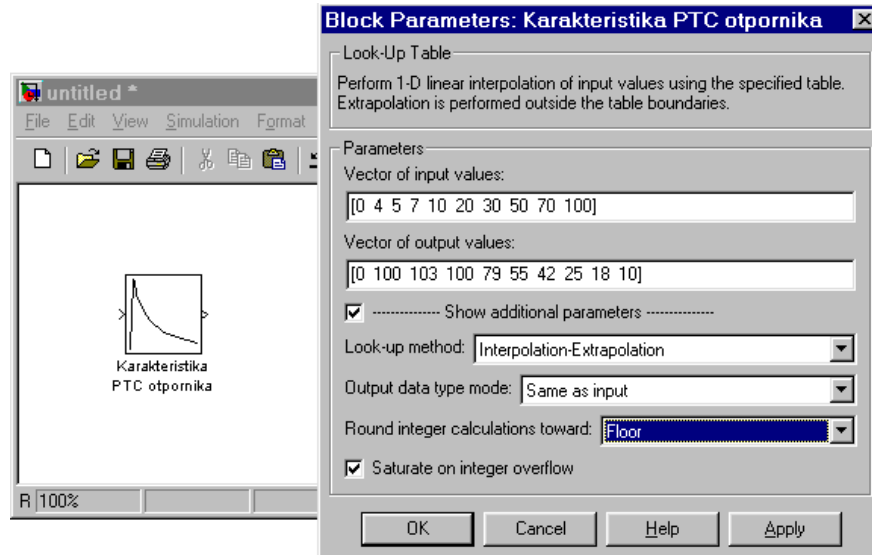 untitled *
File Edit View Simulation Format
Karakteristika
PTC otpornika
R 100%
Block Parameters: Karakteristika PTC otpornika
Look-Up Table
Perform 1-D linear interpolation of input values using the specified table.
Extrapolation is performed outside the table boundaries.
Parameters
Vector of input values:
[0 4 5 7 10 20 30 50 70 100]
Vector of output values:
[0 100 103 100 79 55 42 25 18 10]
--------------- Show additional parameters ---------------
Look-up method: Interpolation-Extrapolation
Output data type mode: Same as input
Round integer calculations toward: Floor
Saturate on integer overflow
OK Cancel Help Apply